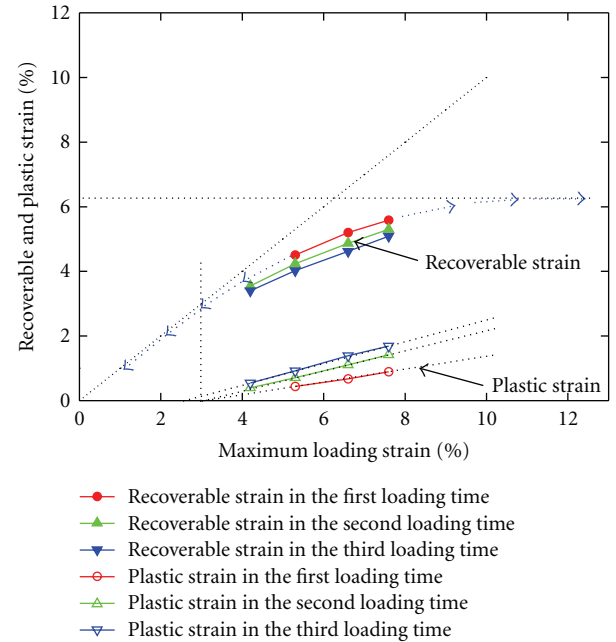 12
10
8
6
4
2
0
Recoverable and plastic strain (%)
Recoverable strain
Plastic strain
0 2 4 6 8 10 12
Maximum loading strain (%)
Recoverable strain in the first loading time
Recoverable strain in the second loading time
Recoverable strain in the third loading time
Plastic strain in the first loading time
Plastic strain in the second loading time
Plastic strain in the third loading time